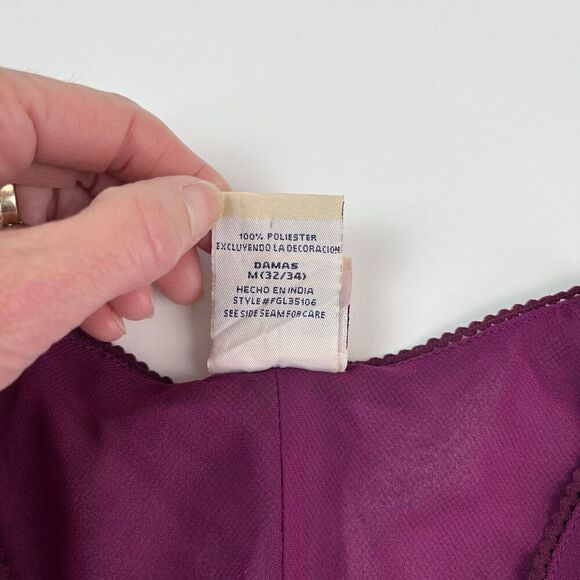 100% POLIESTER
EXCLUYENDO LA DECORACION
DAMAS
M(32/34)
HECHO EN INDIA
STYLE#FGL35106
SEE SIDE SEAM FOR CARE